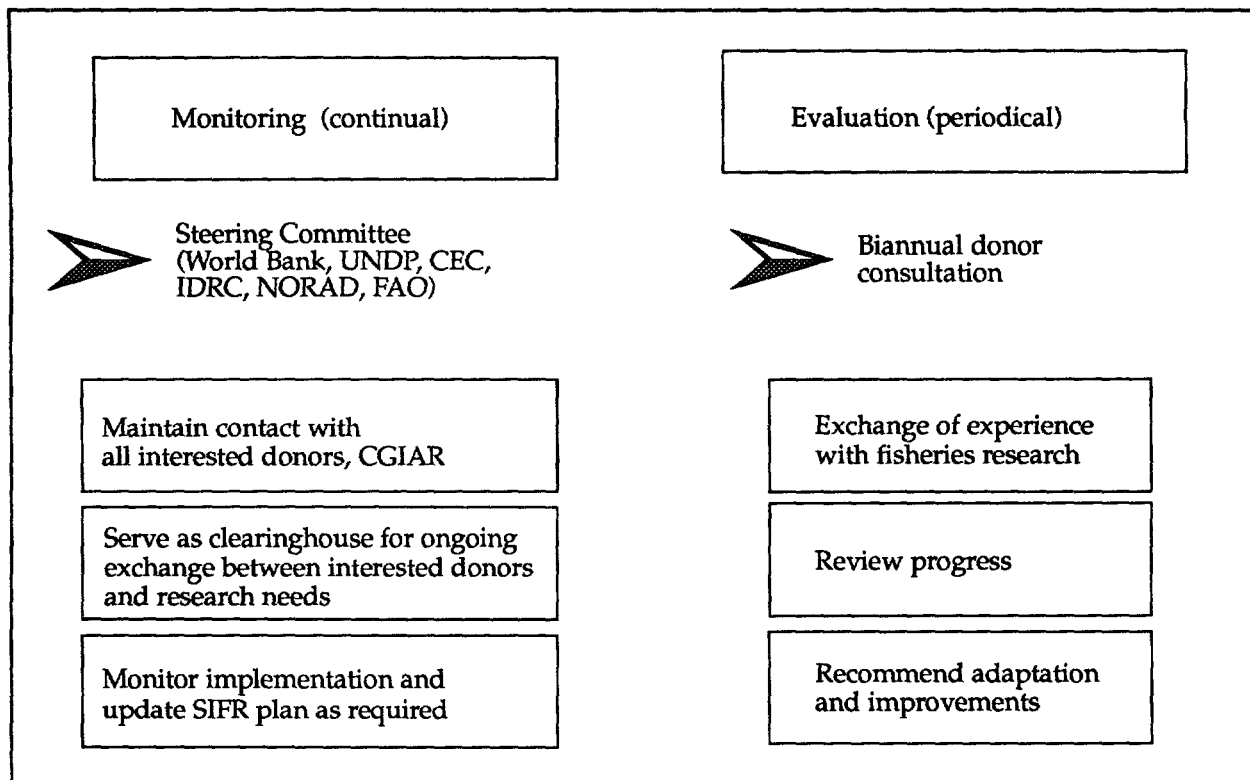 Monitoring (continual)
Steering Committee
(World Bank, UNDP, CEC,
IDRC, NORAD, FAO)
Maintain contact with
all interested donors, CGIAR
Serve as clearinghouse for ongoing
exchange between interested donors
and research needs
Monitor implementation and
update SIFR plan as required
Evaluation (periodical)
Biannual donor
consultation
Exchange of experience
with fisheries research
Review progress
Recommend adaptation
and improvements